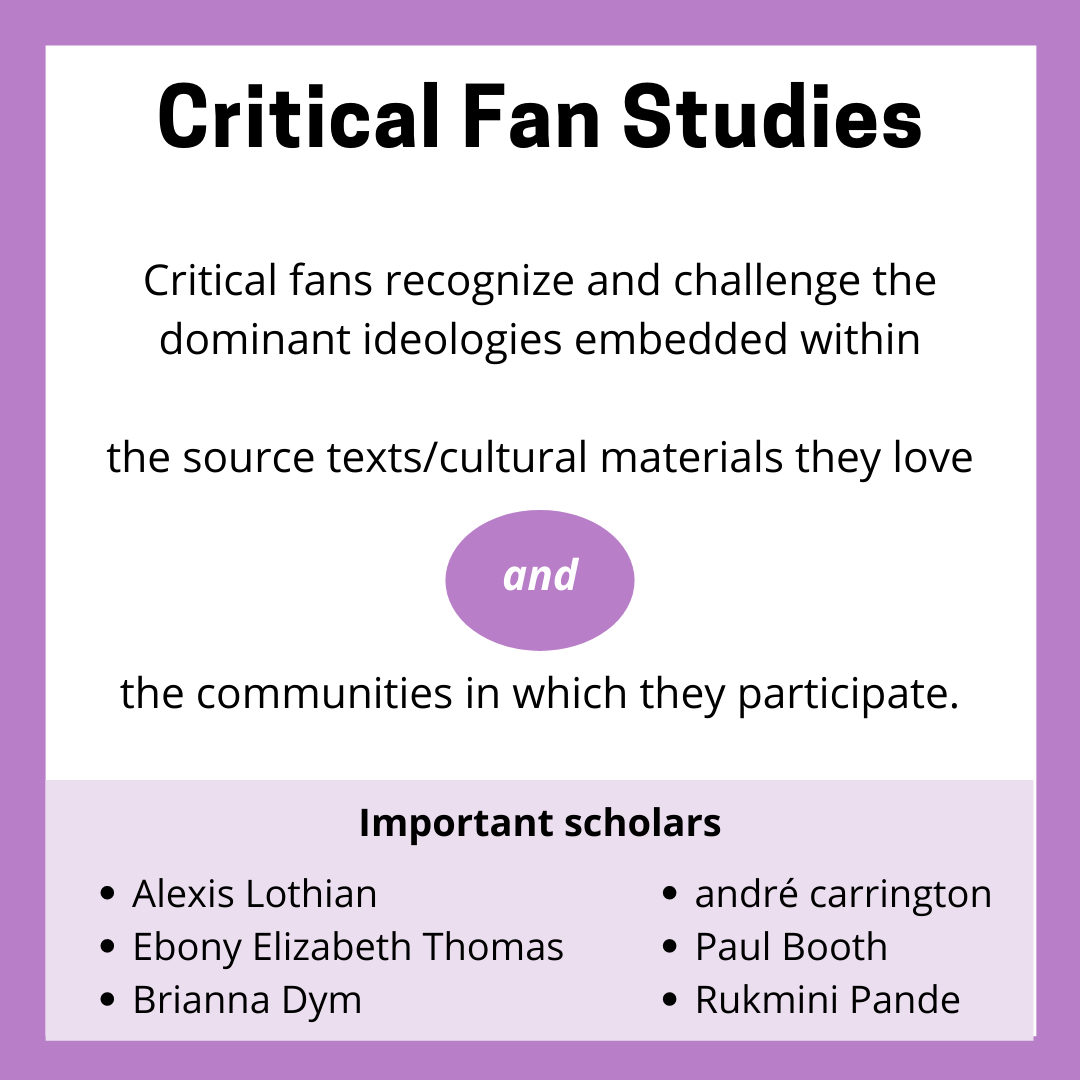 Critical Fan Studies
Critical fans recognize and challenge the
dominant ideologies embedded within
the source texts/cultural materials they love
and
the communities in which they participate.
Important scholars
• Alexis Lothian
• Ebony Elizabeth Thomas
• Brianna Dym
• andré carrington
• Paul Booth
• Rukmini Pande